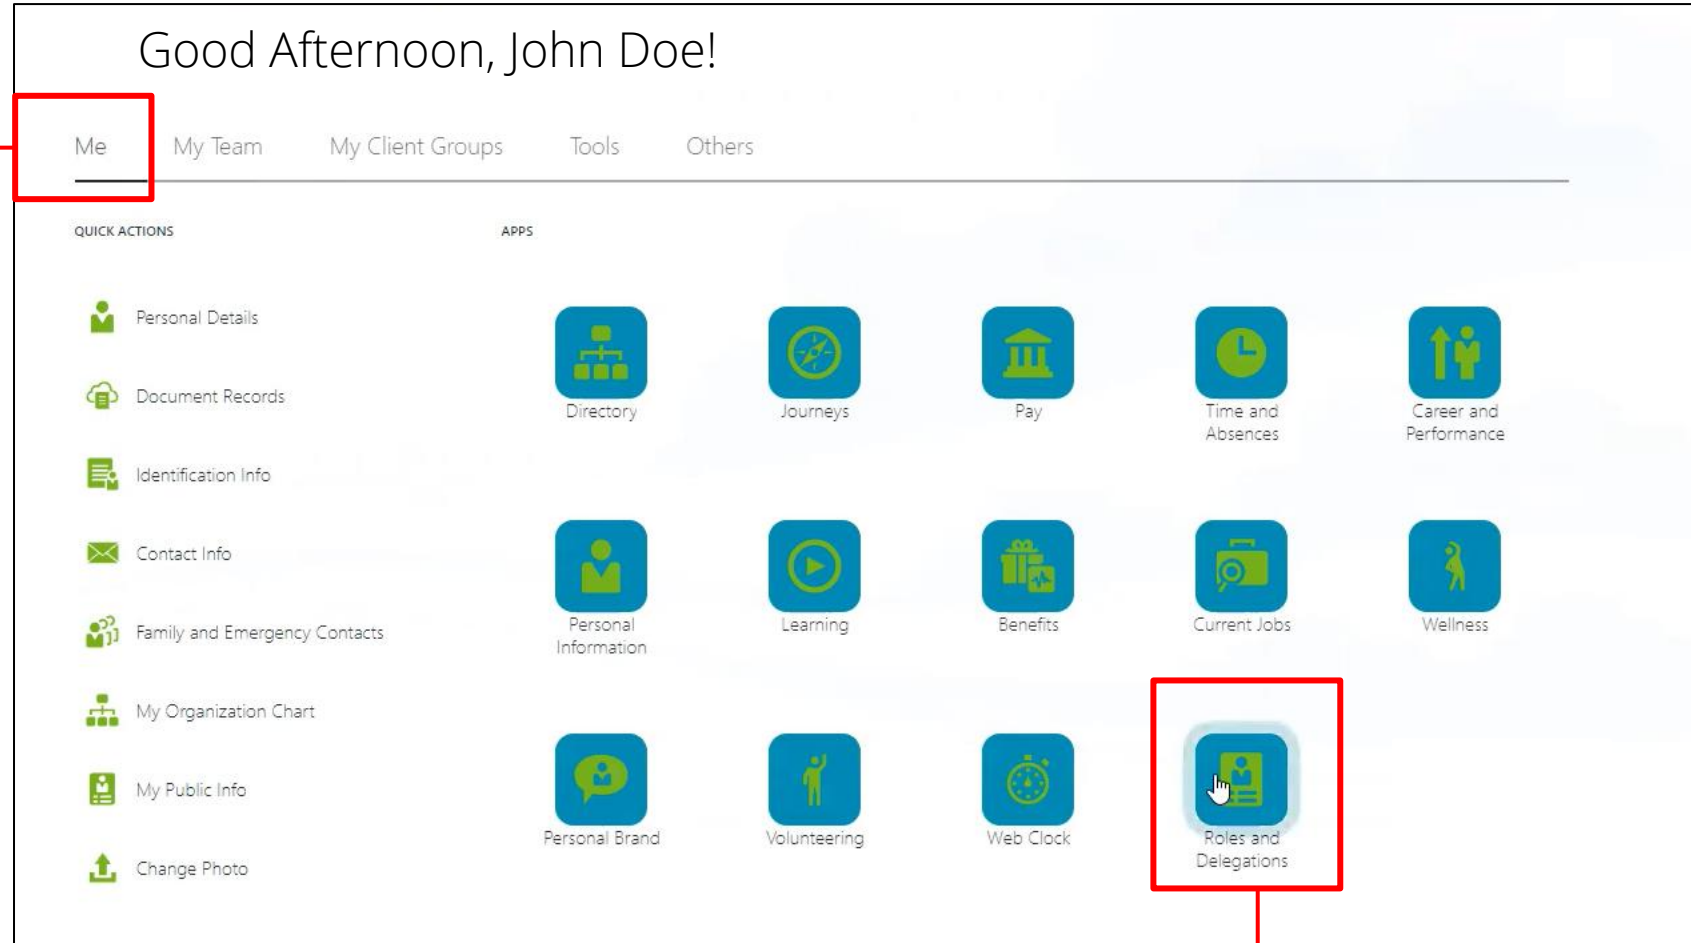 Good Afternoon, John Doe!
Me
My Team
My Client Groups
Tools
Others
QUICK ACTIONS
Personal Details
Document Records
Identification Info
Contact Info
Family and Emergency Contacts
My Organization Chart
My Public Info
Change Photo
APPS
Directory
Journeys
Pay
Time and
Absences
Career and
Performance
Personal
Information
Learning
Benefits
Current Jobs
Wellness
Personal Brand
Volunteering
Web Clock
Roles and
Delegations